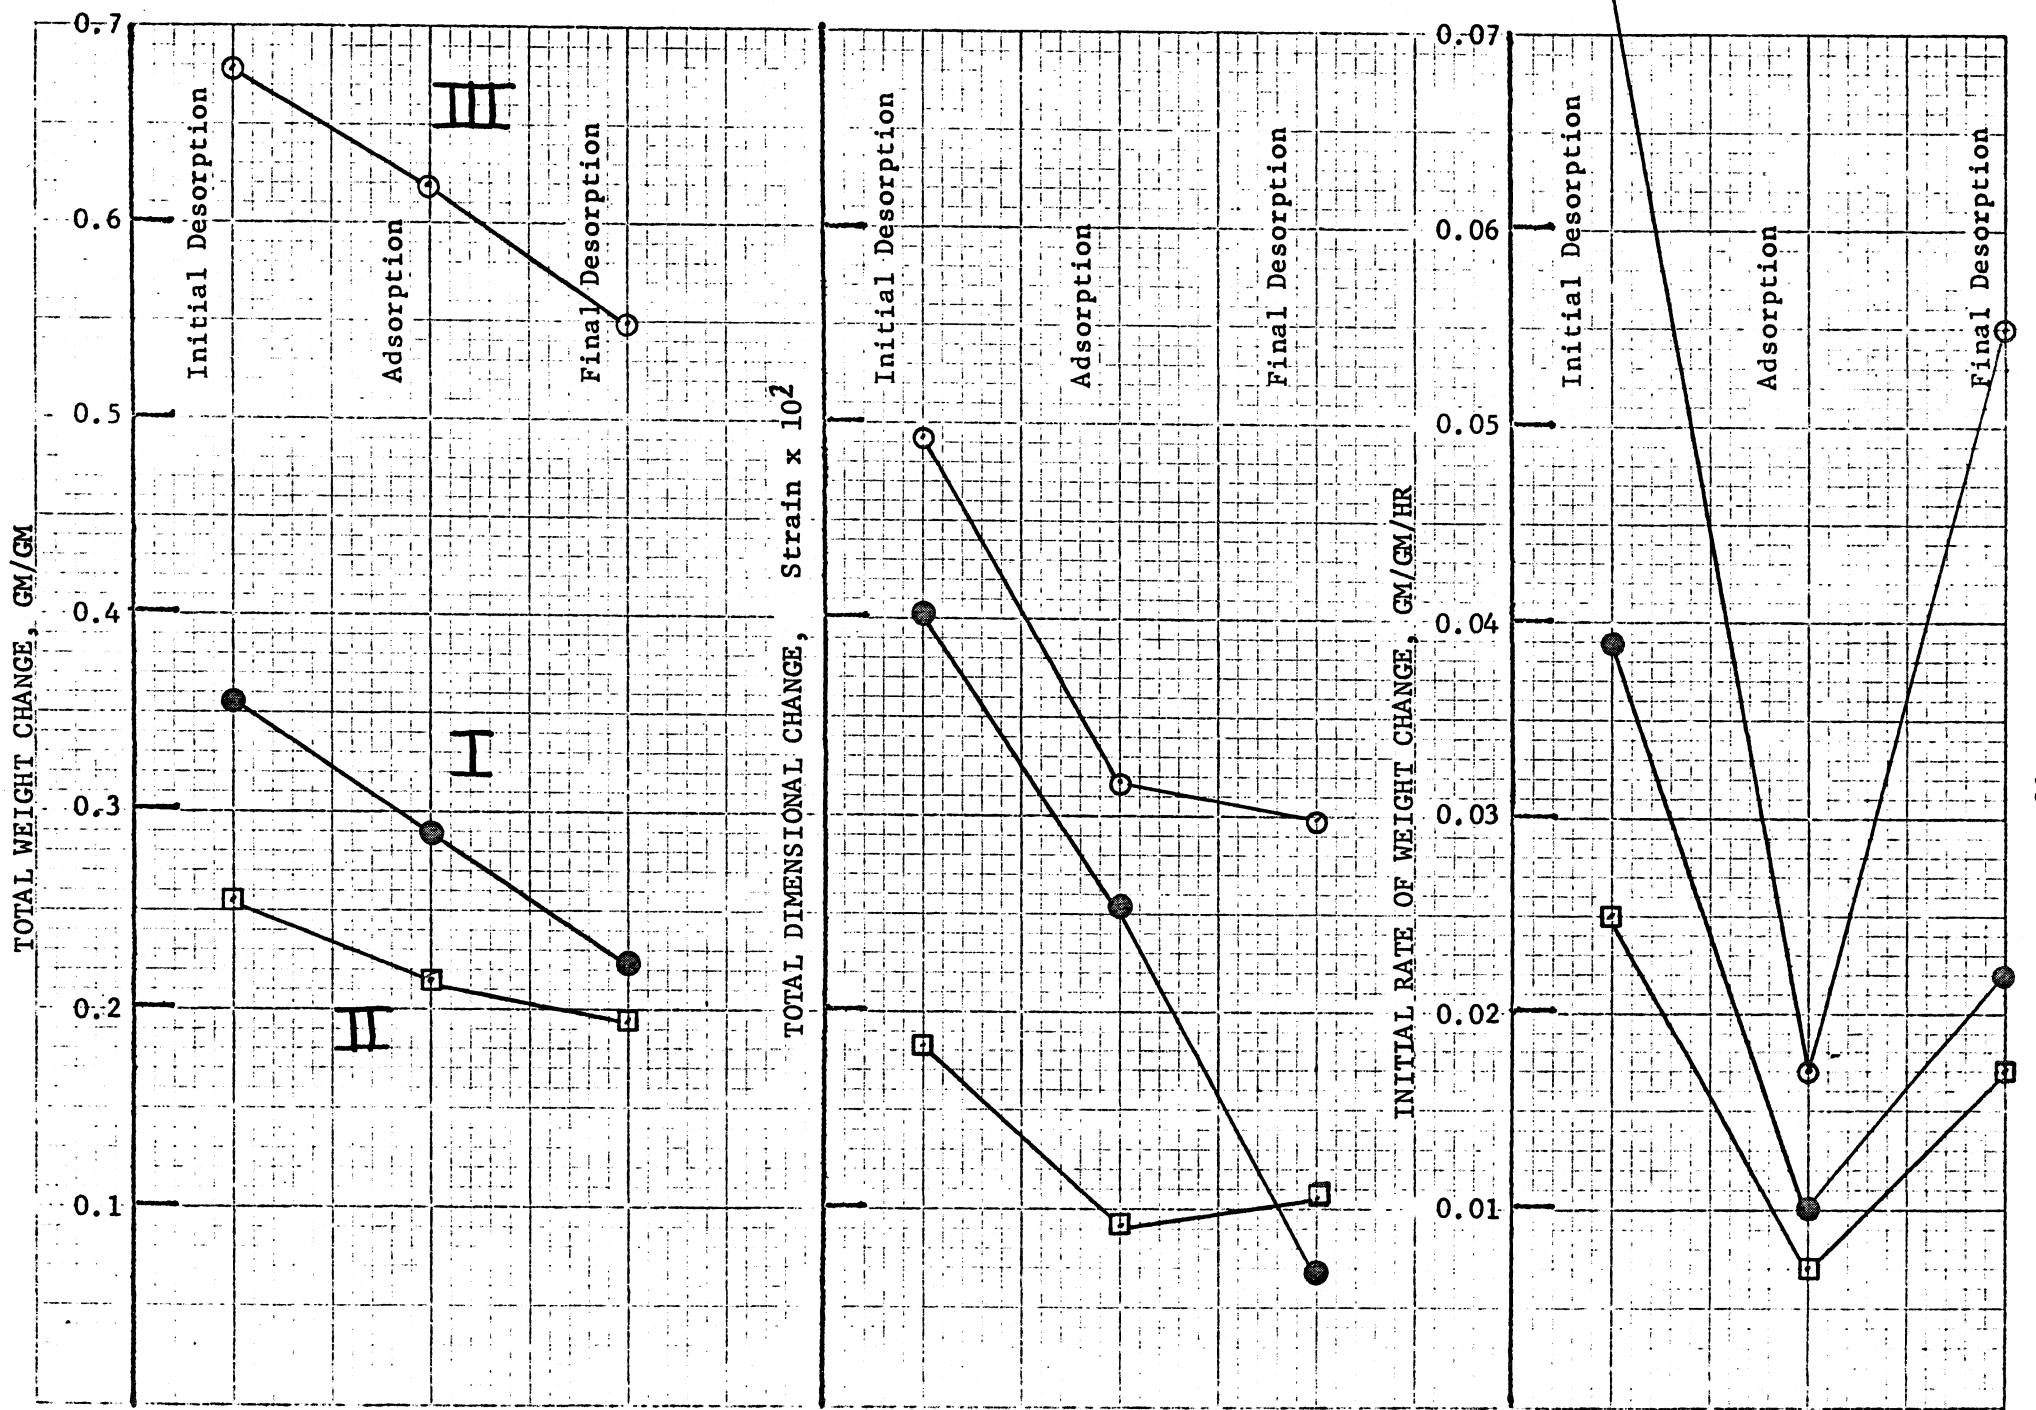 TOTAL WEIGHT CHANGE, GM/GM
0.7
0.6
0.5
0.4
0.3
0.2
0.1
Initial Desorption
Adsorption
Final Desorption
III
I
II
TOTAL DIMENSIONAL CHANGE, Strain x 10²
Initial Desorption
Adsorption
Final Desorption
INITIAL RATE OF WEIGHT CHANGE, GM/GM/HR
0.07
0.06
0.05
0.04
0.03
0.02
0.01
Initial Desorption
Adsorption
Final Desorption